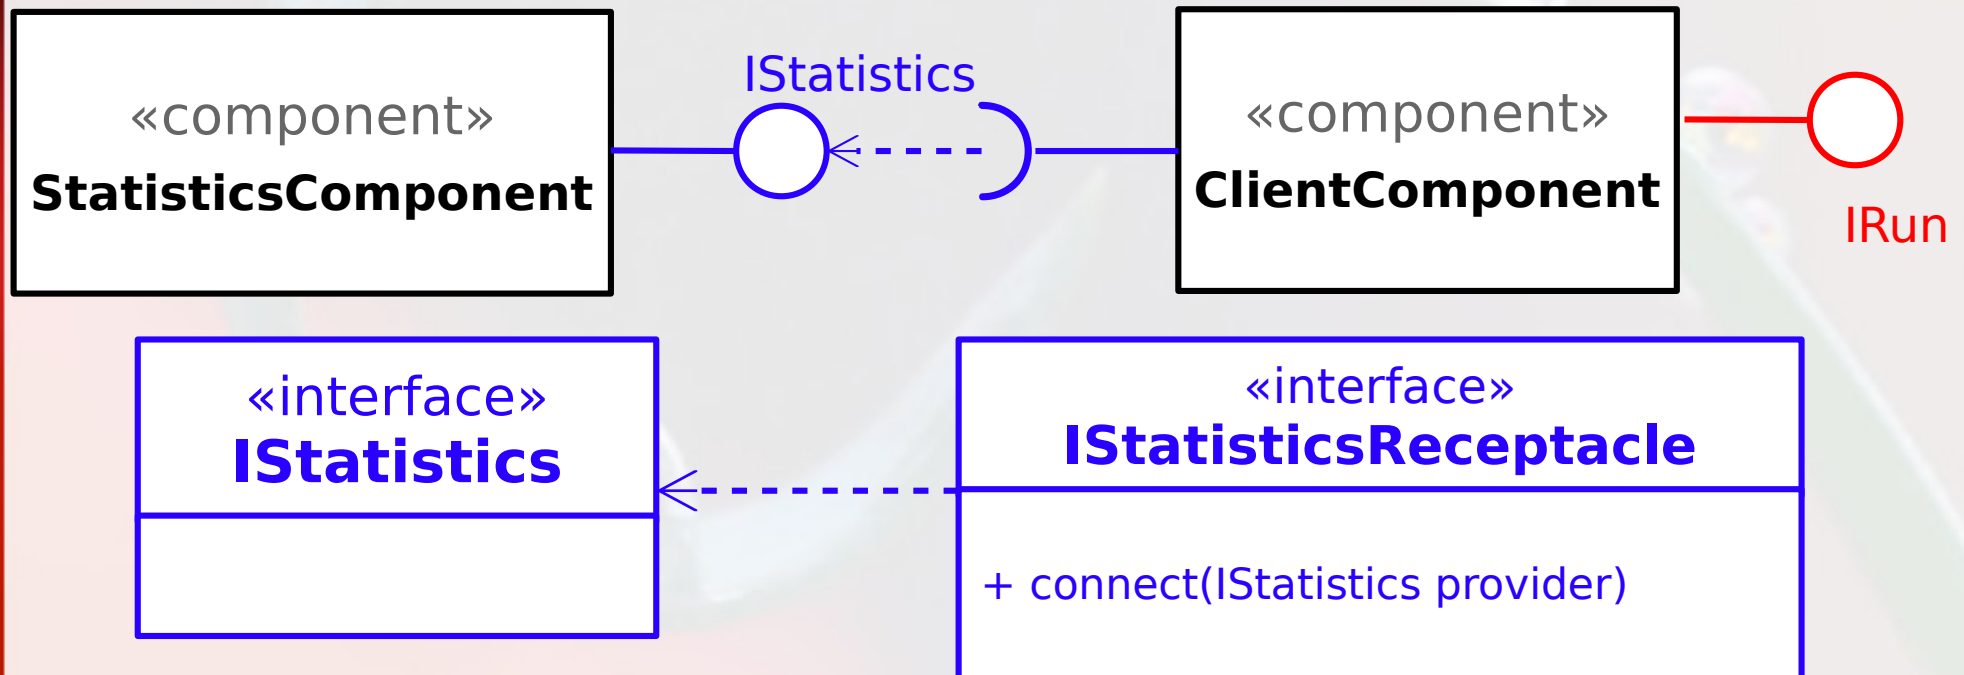 IStatistics
«component»
StatisticsComponent
«component»
ClientComponent
IRun
«interface»
IStatistics
«interface»
IStatisticsReceptacle
+ connect(IStatistics provider)